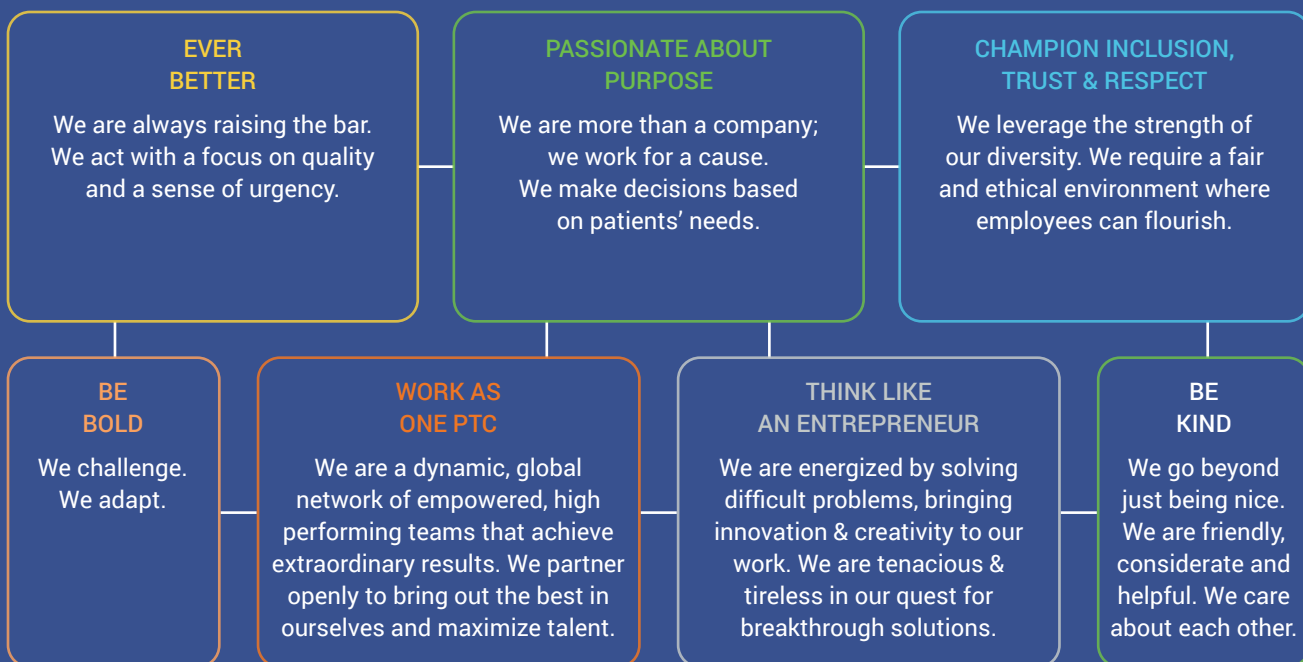 EVER
BETTER
We are always raising the bar.
We act with a focus on quality
and a sense of urgency.
PASSIONATE ABOUT
PURPOSE
We are more than a company;
we work for a cause.
We make decisions based
on patients’ needs.
CHAMPION INCLUSION,
TRUST & RESPECT
We leverage the strength of
our diversity. We require a fair
and ethical environment where
employees can flourish.
BE
BOLD
We challenge.
We adapt.
WORK AS
ONE PTC
We are a dynamic, global
network of empowered, high
performing teams that achieve
extraordinary results. We partner
openly to bring out the best in
ourselves and maximize talent.
THINK LIKE
AN ENTREPRENEUR
We are energized by solving
difficult problems, bringing
innovation & creativity to our
work. We are tenacious &
tireless in our quest for
breakthrough solutions.
BE
KIND
We go beyond
just being nice.
We are friendly,
considerate and
helpful. We care
about each other.